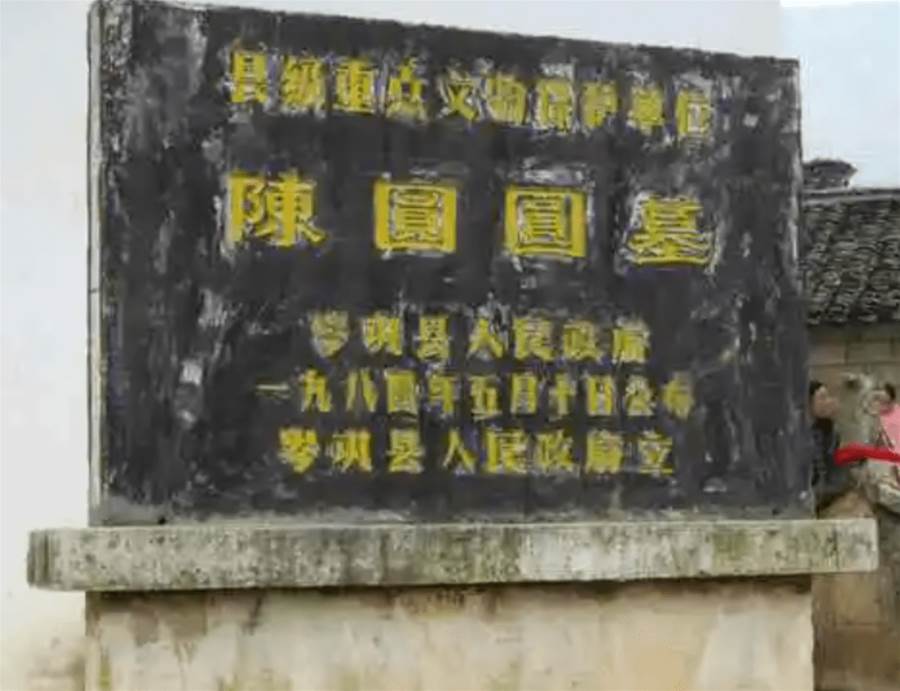 县级重点文物保护单位
陳圓圓墓
岑巩县人民政府
一九八四年五月十日公布
岑巩县人民政府立